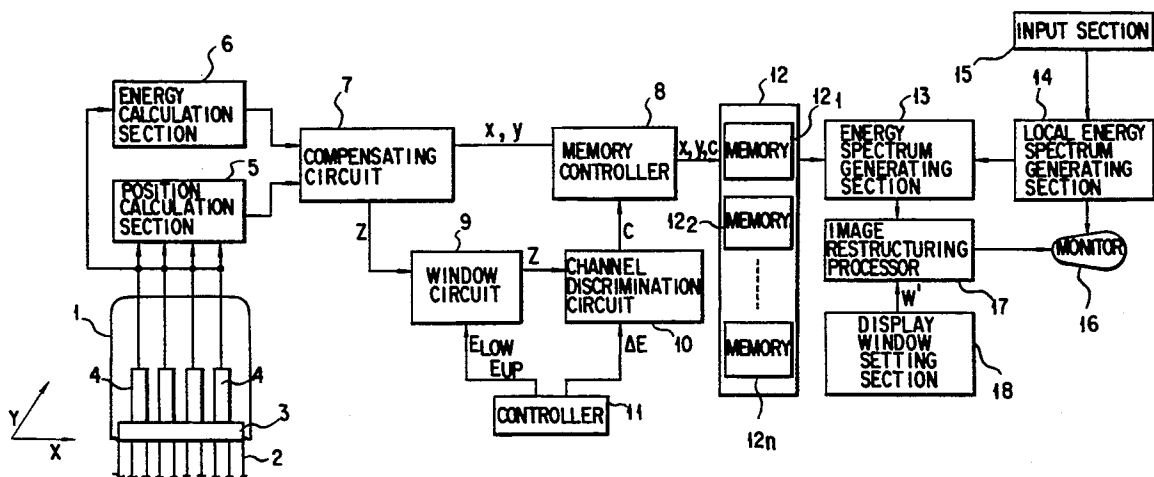 INPUT SECTION
6
ENERGY
CALCULATION
SECTION
7
8
12
12 1
13
15
14
5
POSITION
CALCULATION
SECTION
COMPENSATING
CIRCUIT
X, Y
MEMORY
CONTROLLER
X,Y,C
MEMORY
ENERGY
SPECTRUM
GENERATING
SECTION
LOCAL ENERGY
SPECTRUM
GENERATING
SECTION
Z
9
WINDOW
CIRCUIT
Z
C
CHANNEL
DISCRIMINATION
CIRCUIT
10
12 2
MEMORY
IMAGE
RESTRUCTURING
PROCESSOR
17
MONITOR
16
1
4
4
3
2
Y
X
ELOW
EUP
ΔE
CONTROLLER
11
MEMORY
12n
W'
DISPLAY
WINDOW
SETTING
SECTION
18